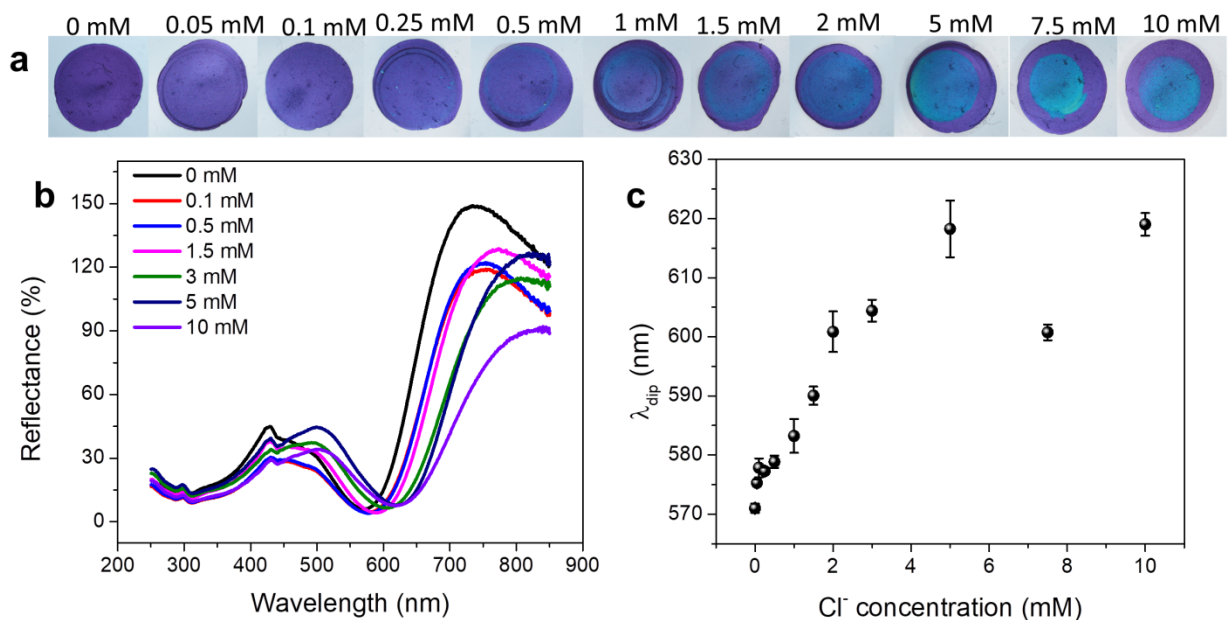 0 mM 0.05 mM 0.1 mM 0.25 mM 0.5 mM 1 mM 1.5 mM 2 mM 5 mM 7.5 mM 10 mM
a
b
0 mM
0.1 mM
0.5 mM
1.5 mM
3 mM
5 mM
10 mM
Reflectance (%)
150
120
90
60
30
0
200 300 400 500 600 700 800 900
Wavelength (nm)
c
λdip (nm)
630
620
610
600
590
580
570
0 2 4 6 8 10
Cl⁻ concentration (mM)